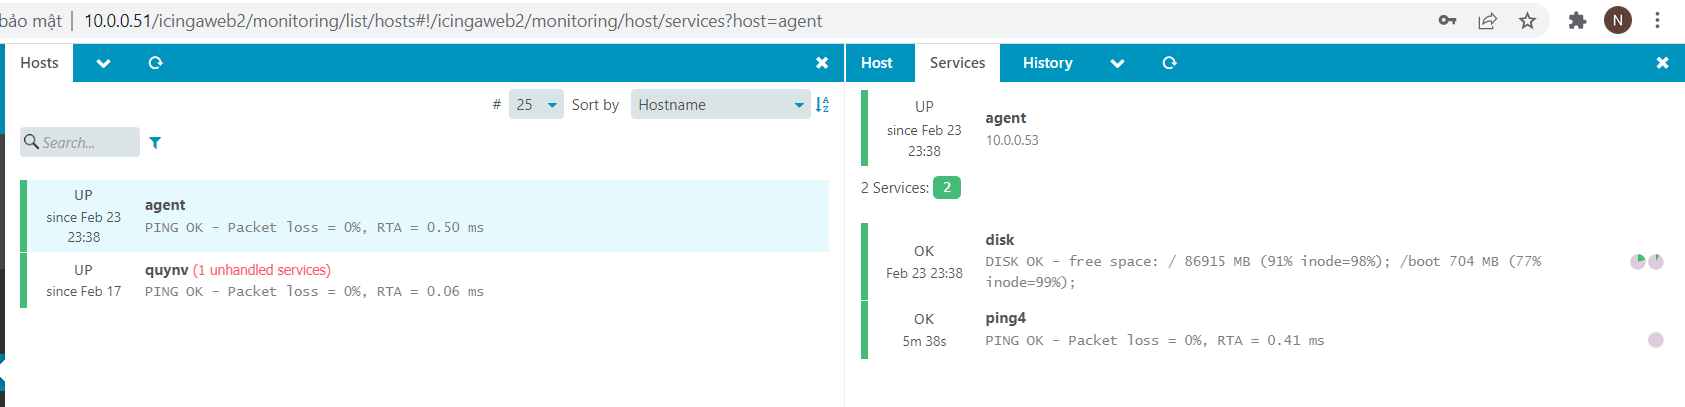 bảo mật | 10.0.0.51/icingaweb2/monitoring/list/hosts#!/icingaweb2/monitoring/host/services?host=agent
N
Hosts
# 25 Sort by Hostname
Search...
UP
since Feb 23
23:38
agent
PING OK - Packet loss = 0%, RTA = 0.50 ms
UP
since Feb 17
quynv (1 unhandled services)
PING OK - Packet loss = 0%, RTA = 0.06 ms
Host Services History
UP
since Feb 23
23:38
agent
10.0.0.53
2 Services: 2
OK
Feb 23 23:38
disk
DISK OK - free space: / 86915 MB (91% inode=98%); /boot 704 MB (77%
inode=99%);
OK
5m 38s
ping4
PING OK - Packet loss = 0%, RTA = 0.41 ms